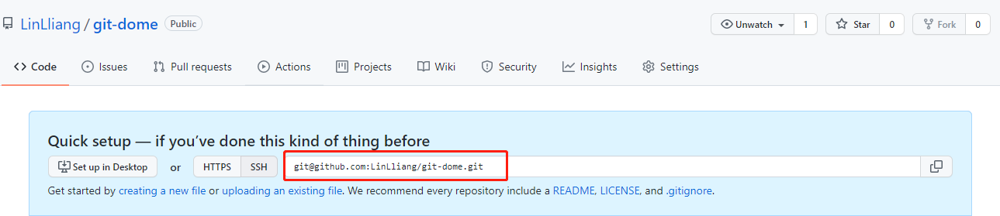 LinLliang / git-dome Public Unwatch 1 Star 0 Fork 0
Code Issues Pull requests Actions Projects Wiki Security Insights Settings
Quick setup — if you’ve done this kind of thing before
Set up in Desktop or HTTPS SSH git@github.com:LinLliang/git-dome.git
Get started by creating a new file or uploading an existing file. We recommend every repository include a README, LICENSE, and .gitignore.